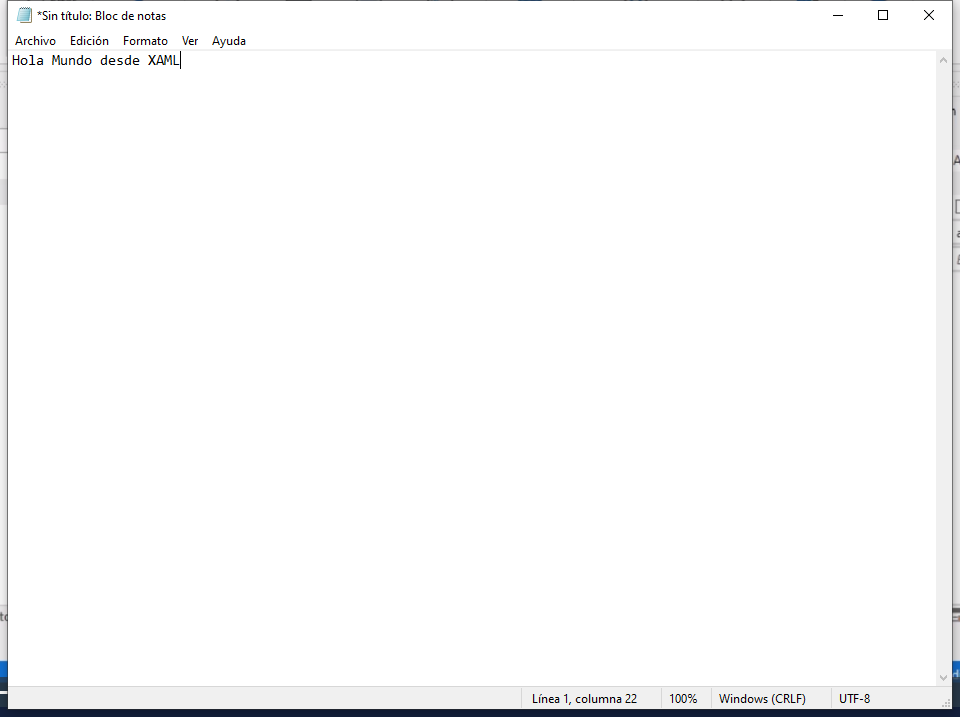 *Sin título: Bloc de notas
Archivo Edición Formato Ver Ayuda
Hola Mundo desde XAML
Línea 1, columna 22 100% Windows (CRLF) UTF-8